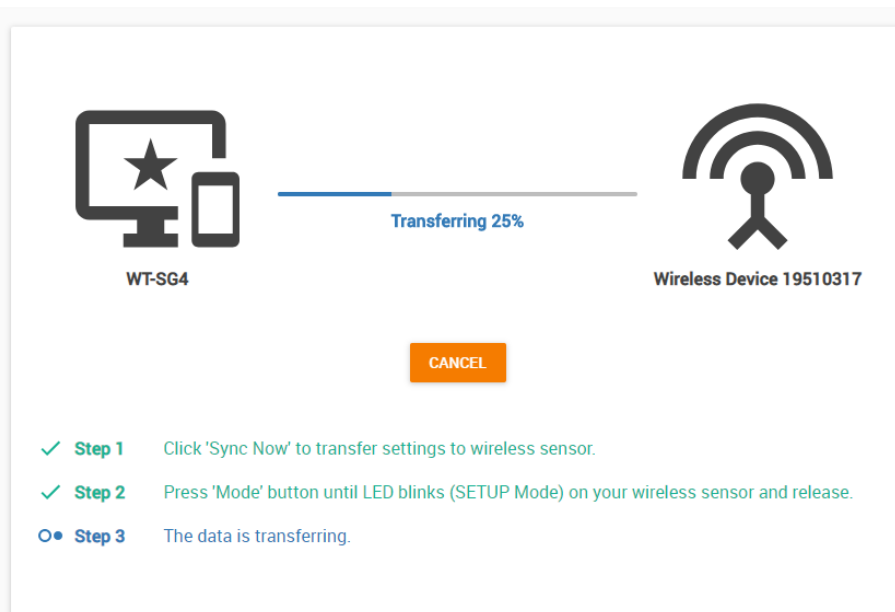 Transferring 25%
WT-SG4
Wireless Device 19510317
CANCEL
Step 1 Click 'Sync Now' to transfer settings to wireless sensor.
Step 2 Press 'Mode' button until LED blinks (SETUP Mode) on your wireless sensor and release.
Step 3 The data is transferring.